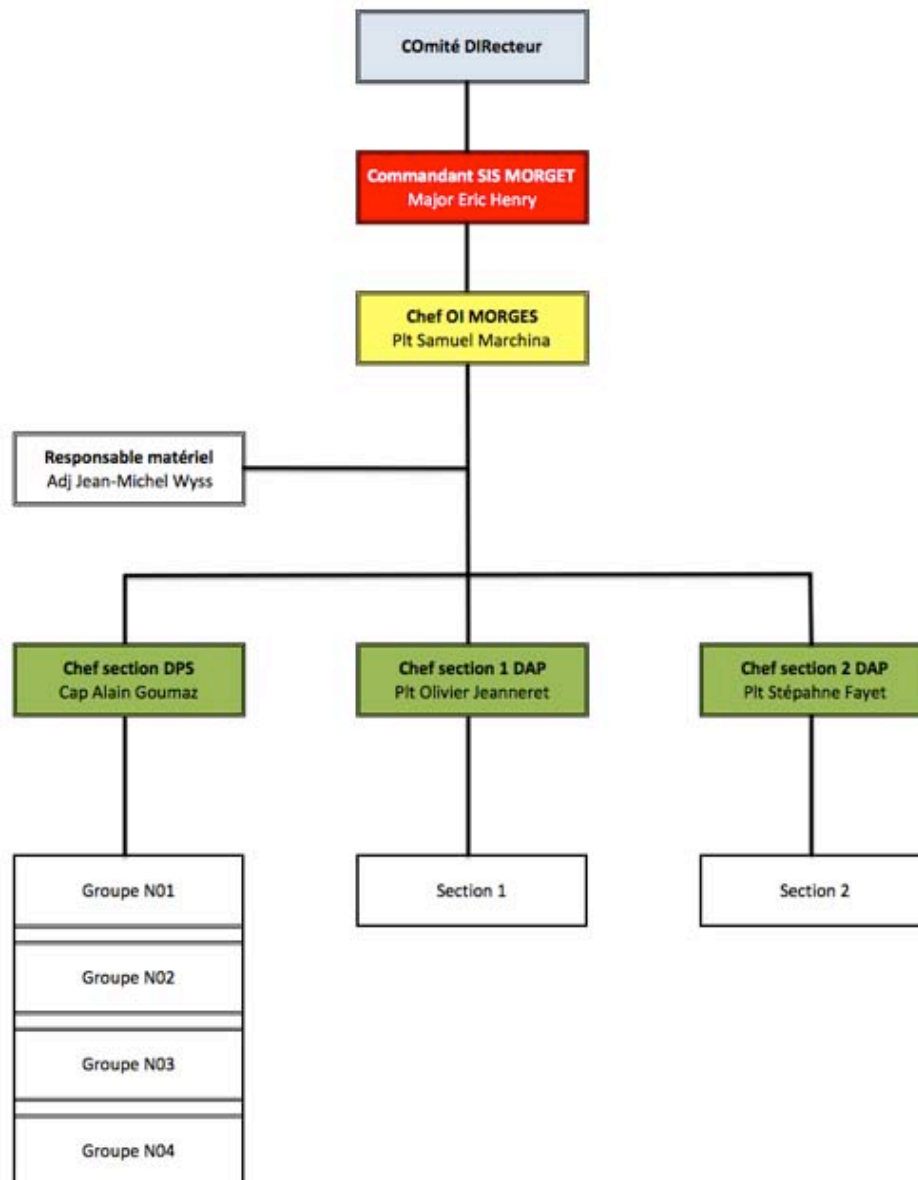 COmité DIRecteur
Commandant SIS MORGET
Major Eric Henry
Chef OI MORGES
Plt Samuel Marchina
Responsable matériel
Adj Jean-Michel Wyss
Chef section DPS
Cap Alain Goumaz
Chef section 1 DAP
Plt Olivier Jeanneret
Chef section 2 DAP
Plt Stépahne Fayet
Groupe N01
Section 1
Section 2
Groupe N02
Groupe N03
Groupe N04